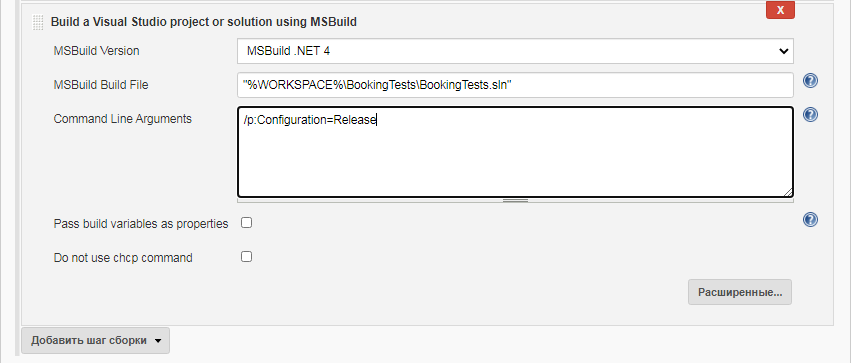 X
Build a Visual Studio project or solution using MSBuild
MSBuild Version
MSBuild .NET 4
MSBuild Build File
"%WORKSPACE%\BookingTests\BookingTests.sln"
?
Command Line Arguments
/p:Configuration=Release
?
Pass build variables as properties
?
Do not use chcp command
Расширенные...
Добавить шаг сборки